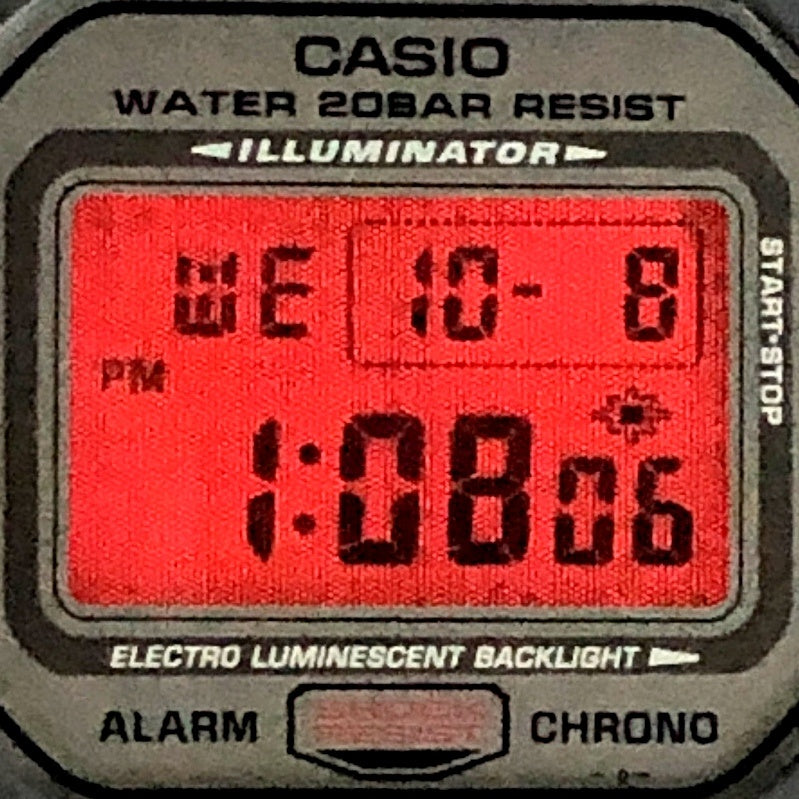 CASIO
WATER 20BAR RESIST
ILLUMINATOR
WE 10- 8
PM
1:08 06
START·STOP
ELECTRO LUMINESCENT BACKLIGHT
ALARM CHRONO